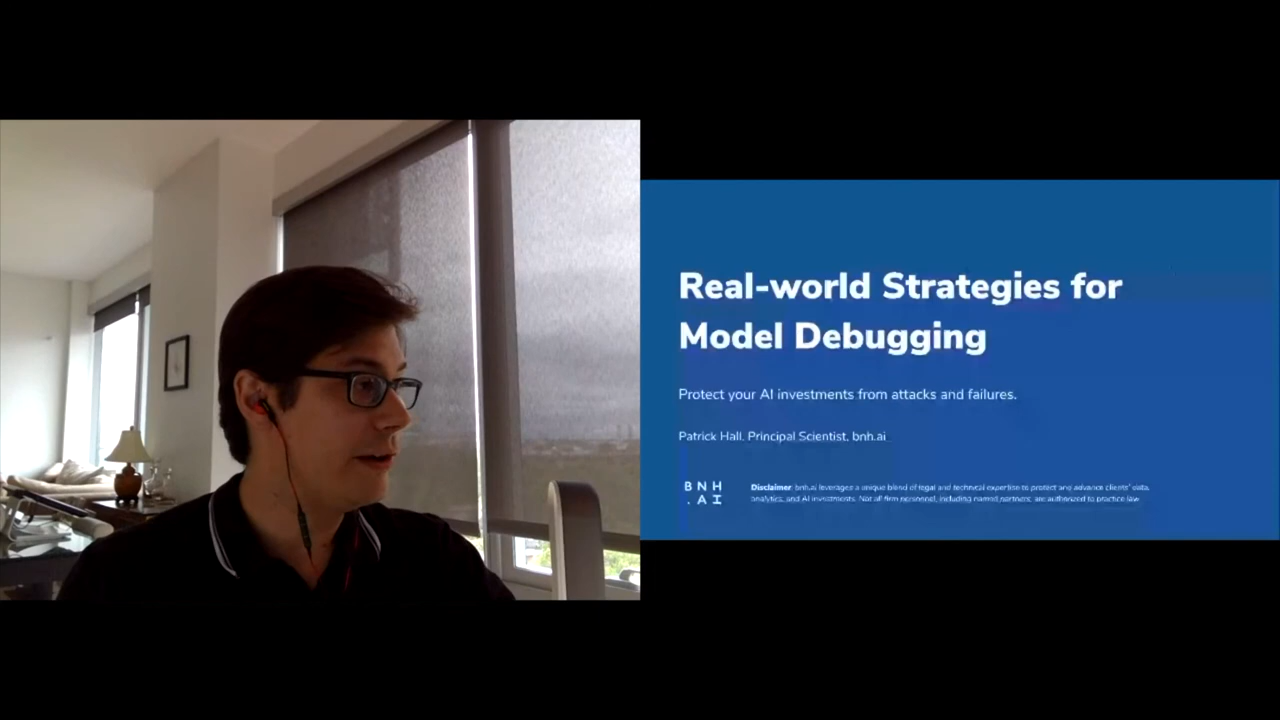 Real-world Strategies for
Model Debugging
Protect your AI investments from attacks and failures.
Patrick Hall, Principal Scientist, bnh.ai
BNH
.AI
Disclaimer: bnh.ai leverages a unique blend of legal and technical expertise to protect and advance clients' data,
analytics, and AI investments. Not all firm personnel, including named partners, are authorized to practice law.